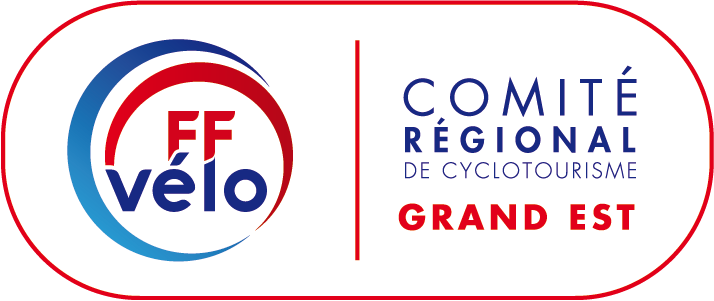 FF
vélo
COMITÉ
RÉGIONAL
DE CYCLOTOURISME
GRAND EST